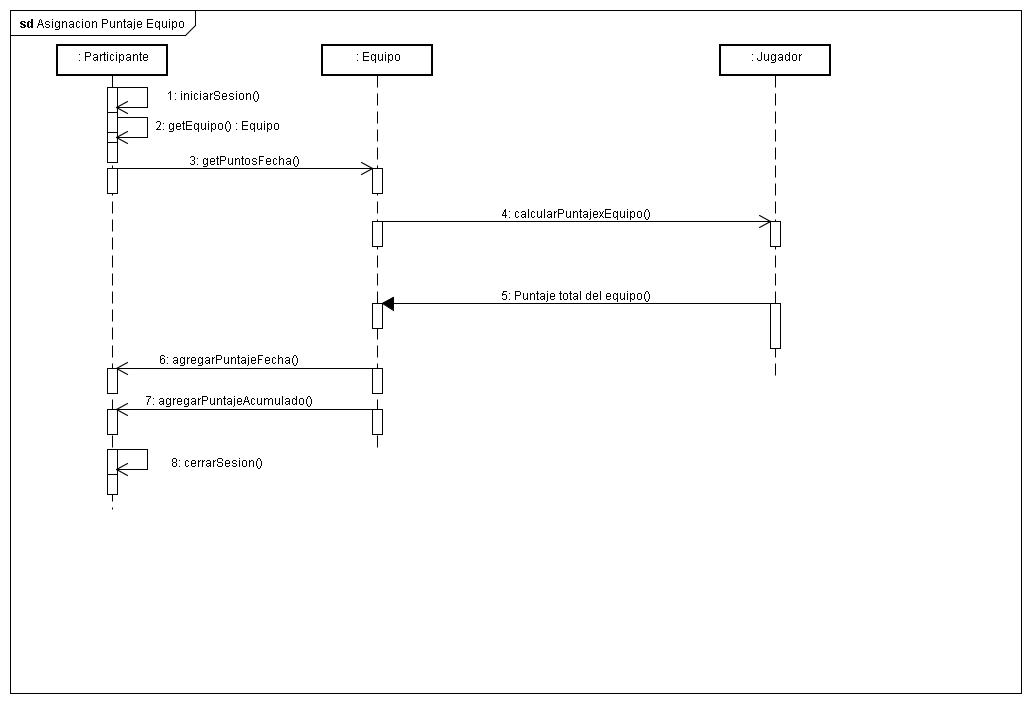 sd Asignacion Puntaje Equipo
: Participante
: Equipo
: Jugador
1: iniciarSesion()
2: getEquipo() : Equipo
3: getPuntosFecha()
4: calcularPuntajexEquipo()
5: Puntaje total del equipo()
6: agregarPuntajeFecha()
7: agregarPuntajeAcumulado()
8: cerrarSesion()